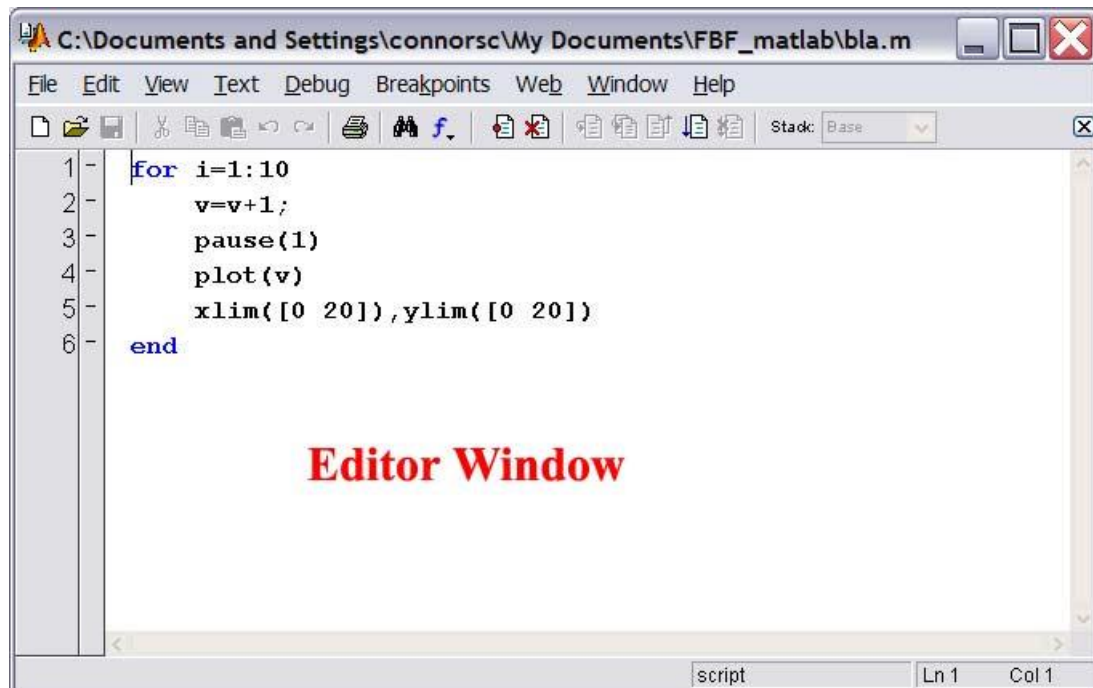 C:\Documents and Settings\connorsc\My Documents\FBF_matlab\bla.m
File Edit View Text Debug Breakpoints Web Window Help
Stack: Base
1 - for i=1:10
2 - v=v+1;
3 - pause(1)
4 - plot(v)
5 - xlim([0 20]),ylim([0 20])
6 - end
Editor Window
script Ln 1 Col 1